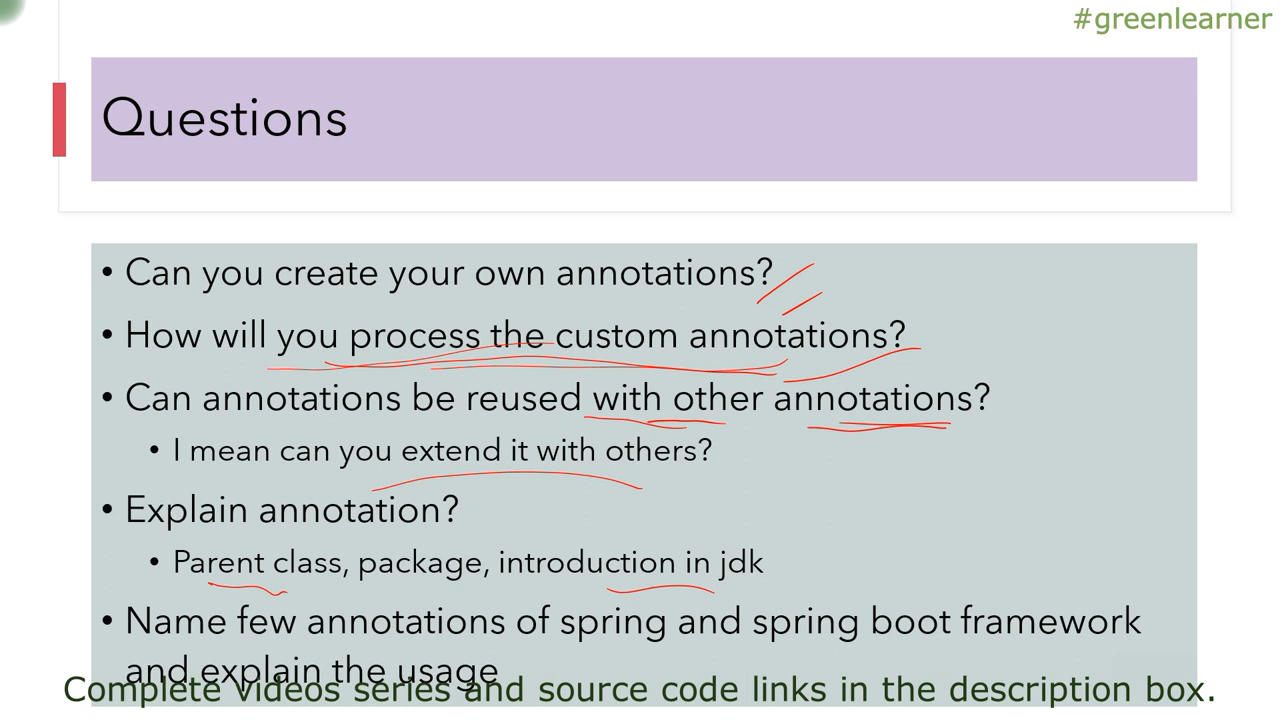 #greenlearner
Questions
• Can you create your own annotations?
• How will you process the custom annotations?
• Can annotations be reused with other annotations?
• I mean can you extend it with others?
• Explain annotation?
• Parent class, package, introduction in jdk
• Name few annotations of spring and spring boot framework
and explain the usage
Complete videos series and source code links in the description box.